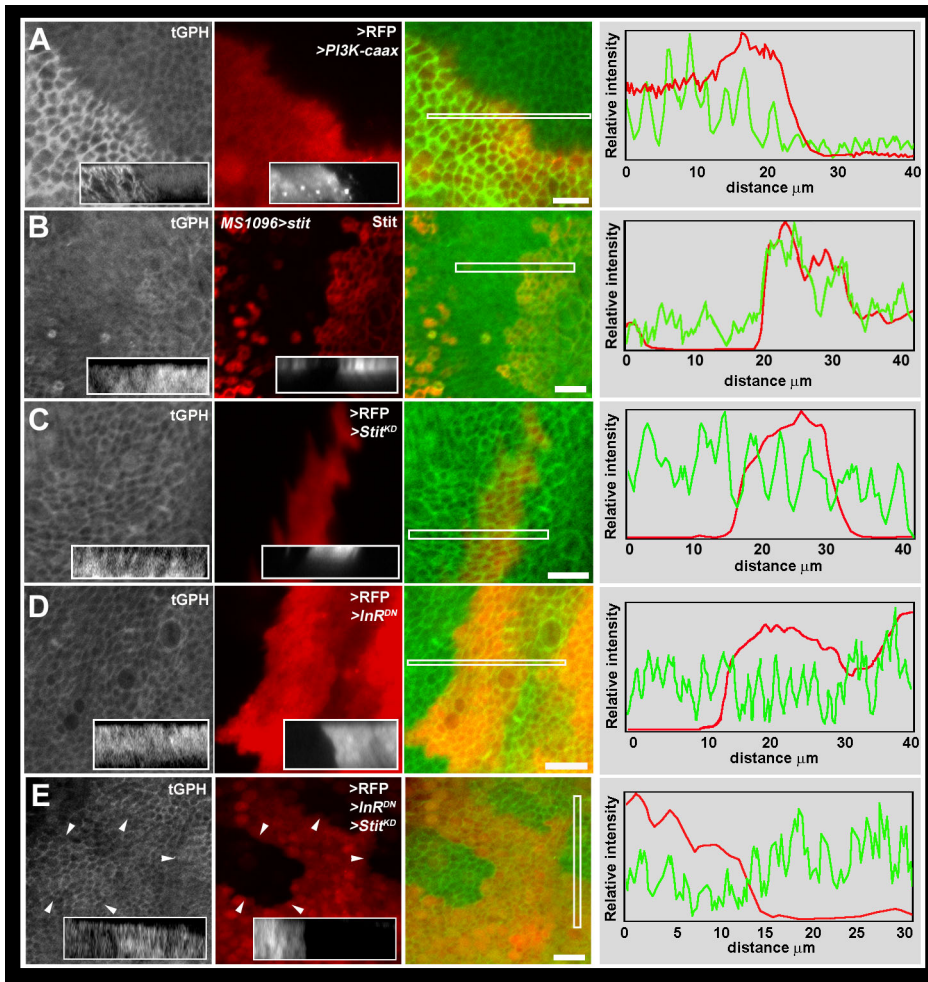 A
tGPH
>RFP
>PI3K-caax
Relative intensity
0 10 20 30 40
distance μm
B
tGPH
MS1096>stit
Stit
Relative intensity
0 10 20 30 40
distance μm
C
tGPH
>RFP
>Stit^KD
Relative intensity
0 10 20 30 40
distance μm
D
tGPH
>RFP
>InR^DN
Relative intensity
0 10 20 30 40
distance μm
E
tGPH
>RFP
>InR^DN
>Stit^KD
Relative intensity
0 5 10 15 20 25 30
distance μm